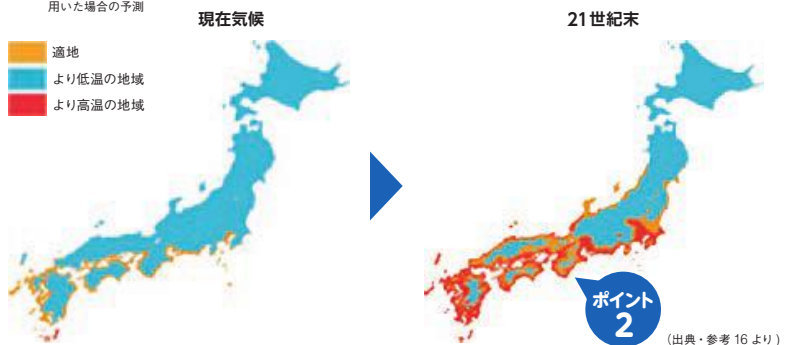 用いた場合の予測
現在気候
21世紀末
適地
より低温の地域
より高温の地域
ポイント
2
(出典・参考 16 より)